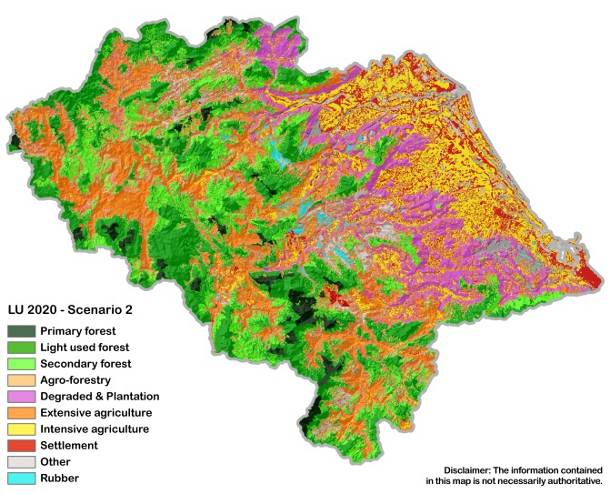 LU 2020 - Scenario 2
Primary forest
Light used forest
Secondary forest
Agro-forestry
Degraded & Plantation
Extensive agriculture
Intensive agriculture
Settlement
Other
Rubber
Disclaimer: The information contained
in this map is not necessarily authoritative.